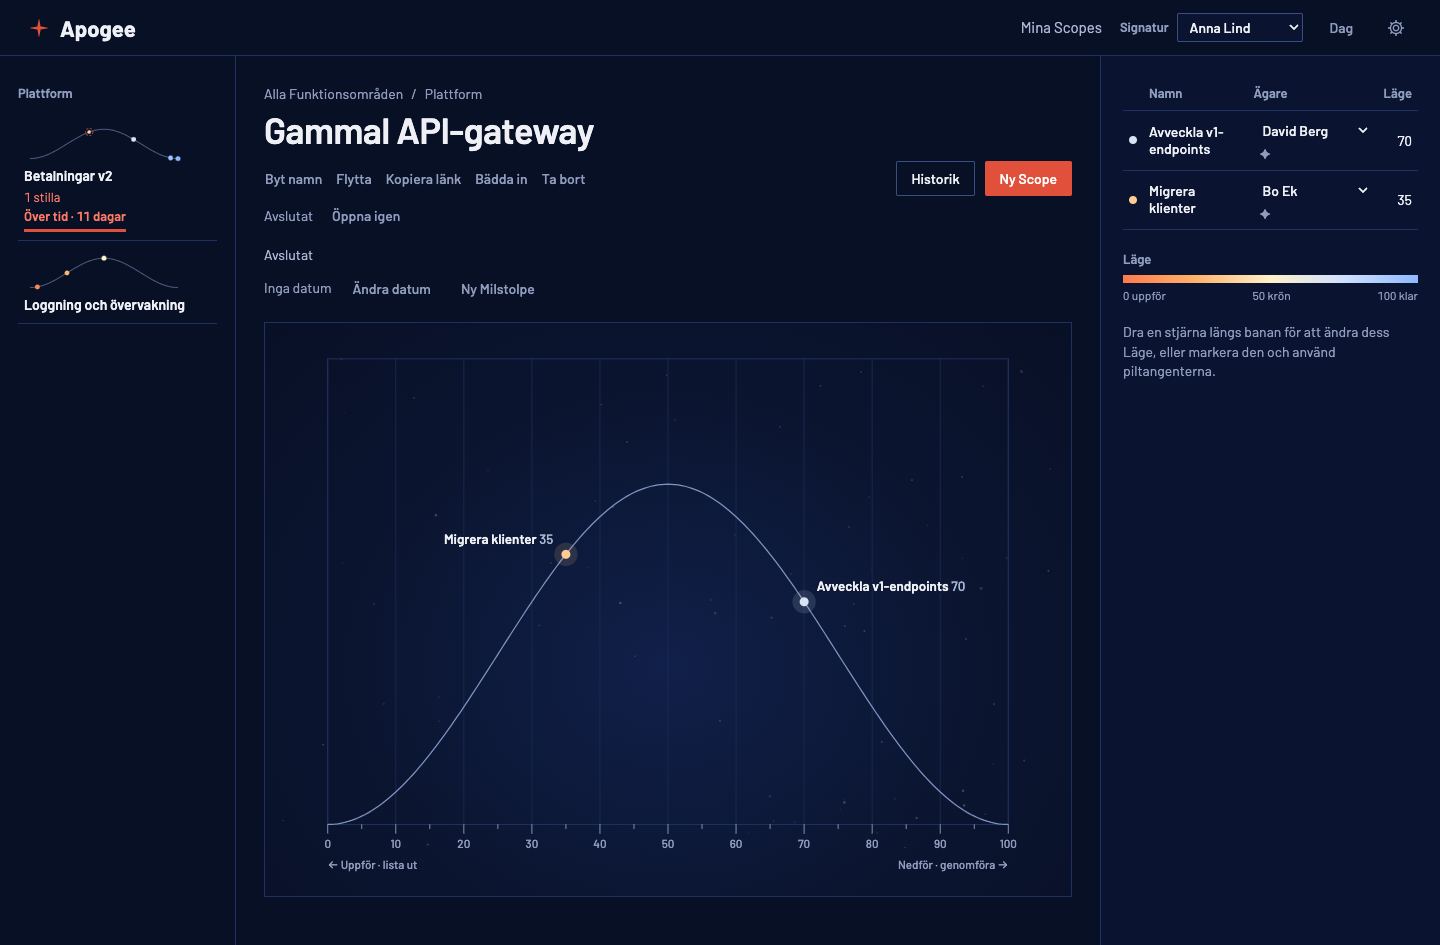 Apogee
Mina Scopes
Signatur
Anna Lind
Dag
Plattform
Betalningar v2
1 stilla
Över tid · 11 dagar
Loggning och övervakning
Alla Funktionsområden / Plattform
Gammal API-gateway
Byt namn Flytta Kopiera länk Bädda in Ta bort
Historik
Ny Scope
Avslutat Öppna igen
Avslutat
Inga datum Ändra datum Ny Milstolpe
Migrera klienter 35
Avveckla v1-endpoints 70
0 10 20 30 40 50 60 70 80 90 100
← Uppför · lista ut
Nedför · genomföra →
Namn Ägare Läge
Avveckla v1-
endpoints
David Berg
70
Migrera
klienter
Bo Ek
35
Läge
0 uppför 50 krön 100 klar
Dra en stjärna längs banan för att ändra dess
Läge, eller markera den och använd
piltangenterna.